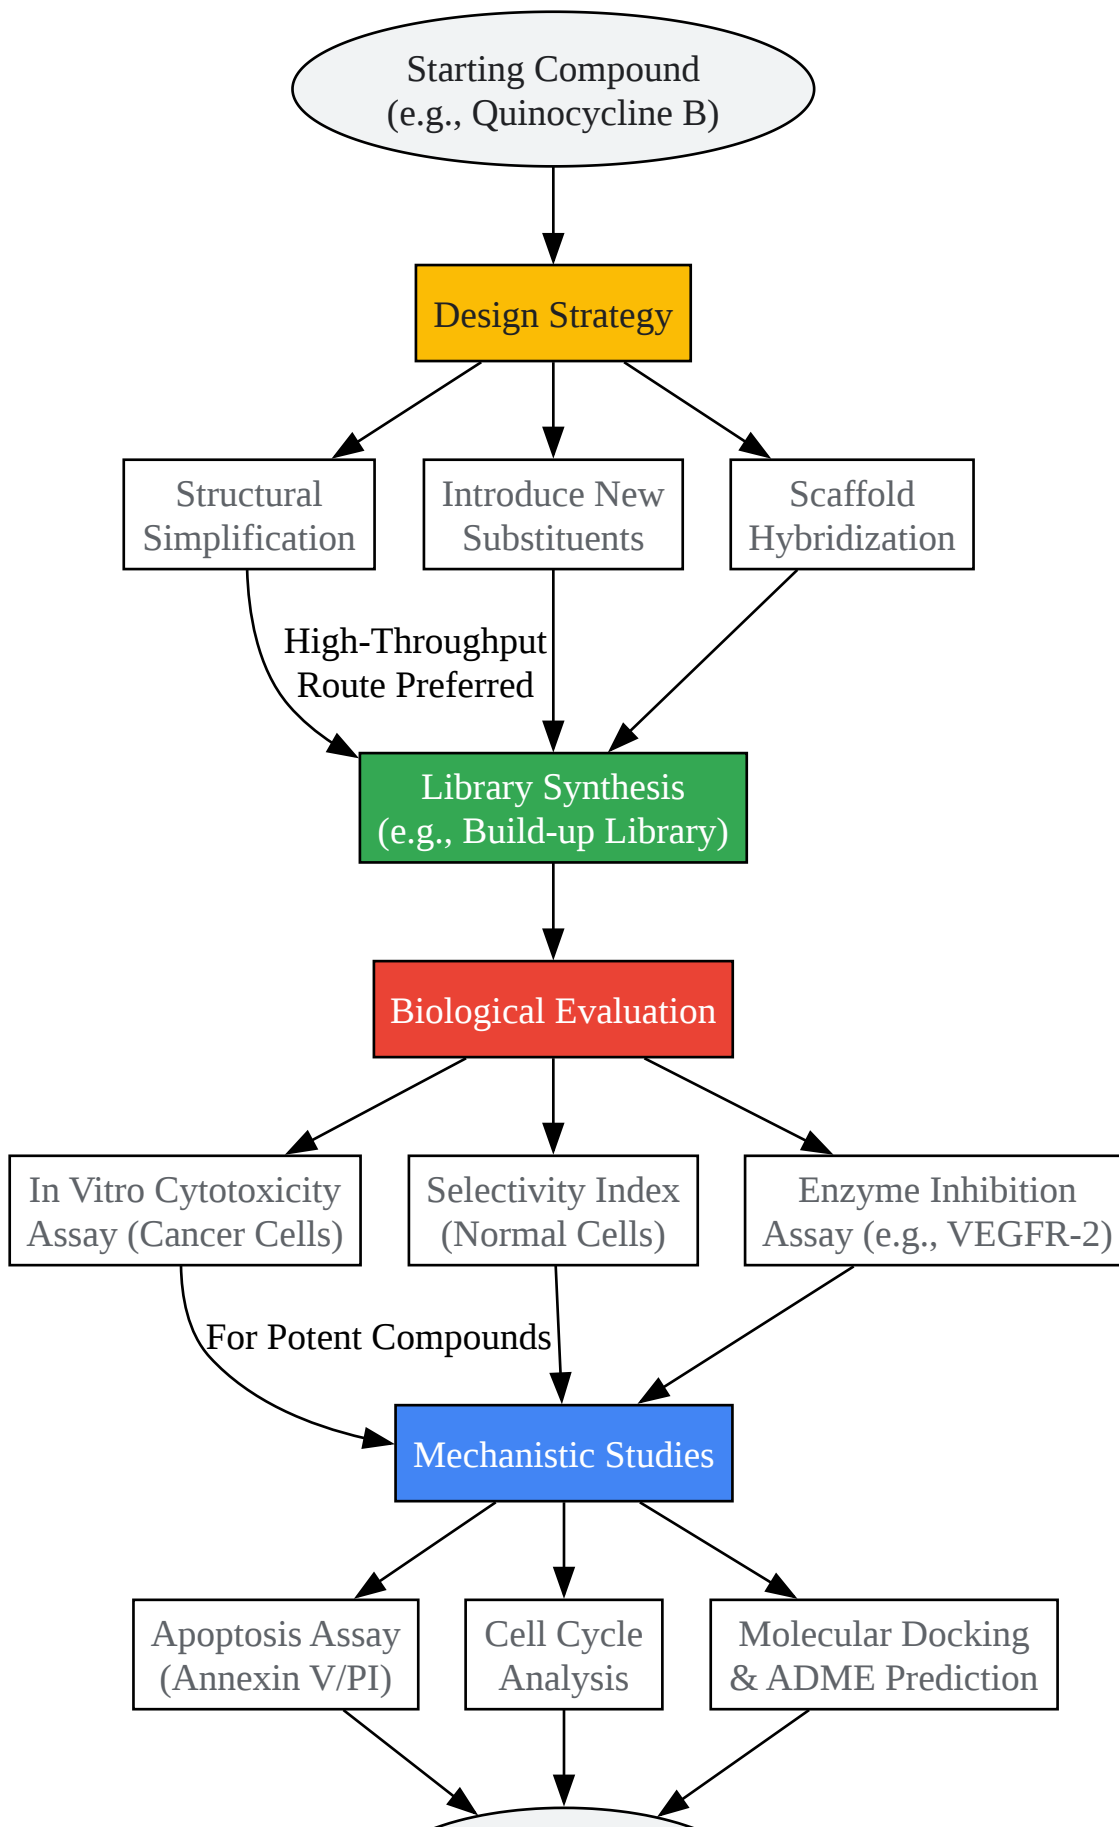 Starting Compound
(e.g., Quinocycline B)
Design Strategy
Structural
Simplification
Introduce New
Substituents
Scaffold
Hybridization
High-Throughput
Route Preferred
Library Synthesis
(e.g., Build-up Library)
Biological Evaluation
In Vitro Cytotoxicity
Assay (Cancer Cells)
Selectivity Index
(Normal Cells)
Enzyme Inhibition
Assay (e.g., VEGFR-2)
For Potent Compounds
Mechanistic Studies
Apoptosis Assay
(Annexin V/PI)
Cell Cycle
Analysis
Molecular Docking
& ADME Prediction